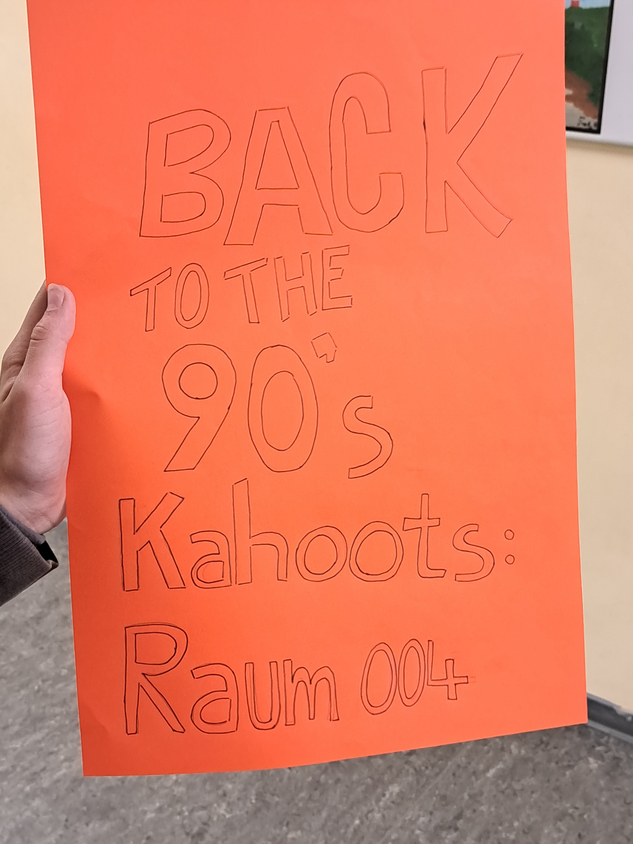 BACK
TO THE
90's
Kahoots:
Raum 004